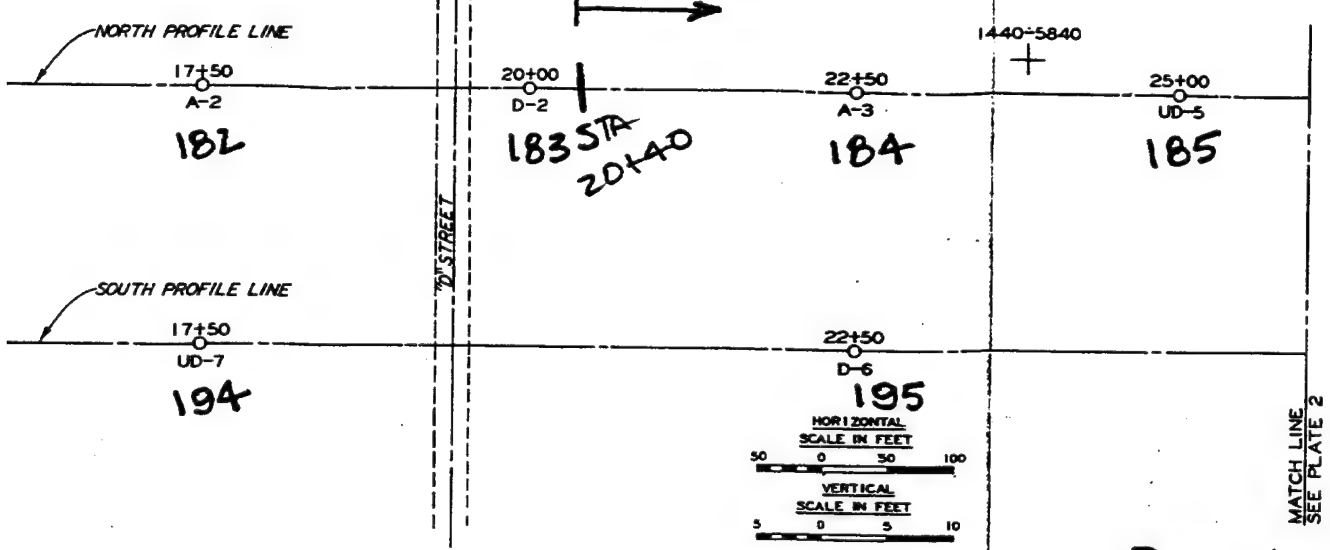 NORTH PROFILE LINE
1440-5840
17+50
A-2
182
20+00
D-2
183
STA
20+40
22+50
A-3
184
25+00
UD-5
185
"D" STREET
SOUTH PROFILE LINE
17+50
UD-7
194
22+50
D-6
195
HORIZONTAL
SCALE IN FEET
50 0 50 100
VERTICAL
SCALE IN FEET
5 0 5 10
MATCH LINE
SEE PLATE 2